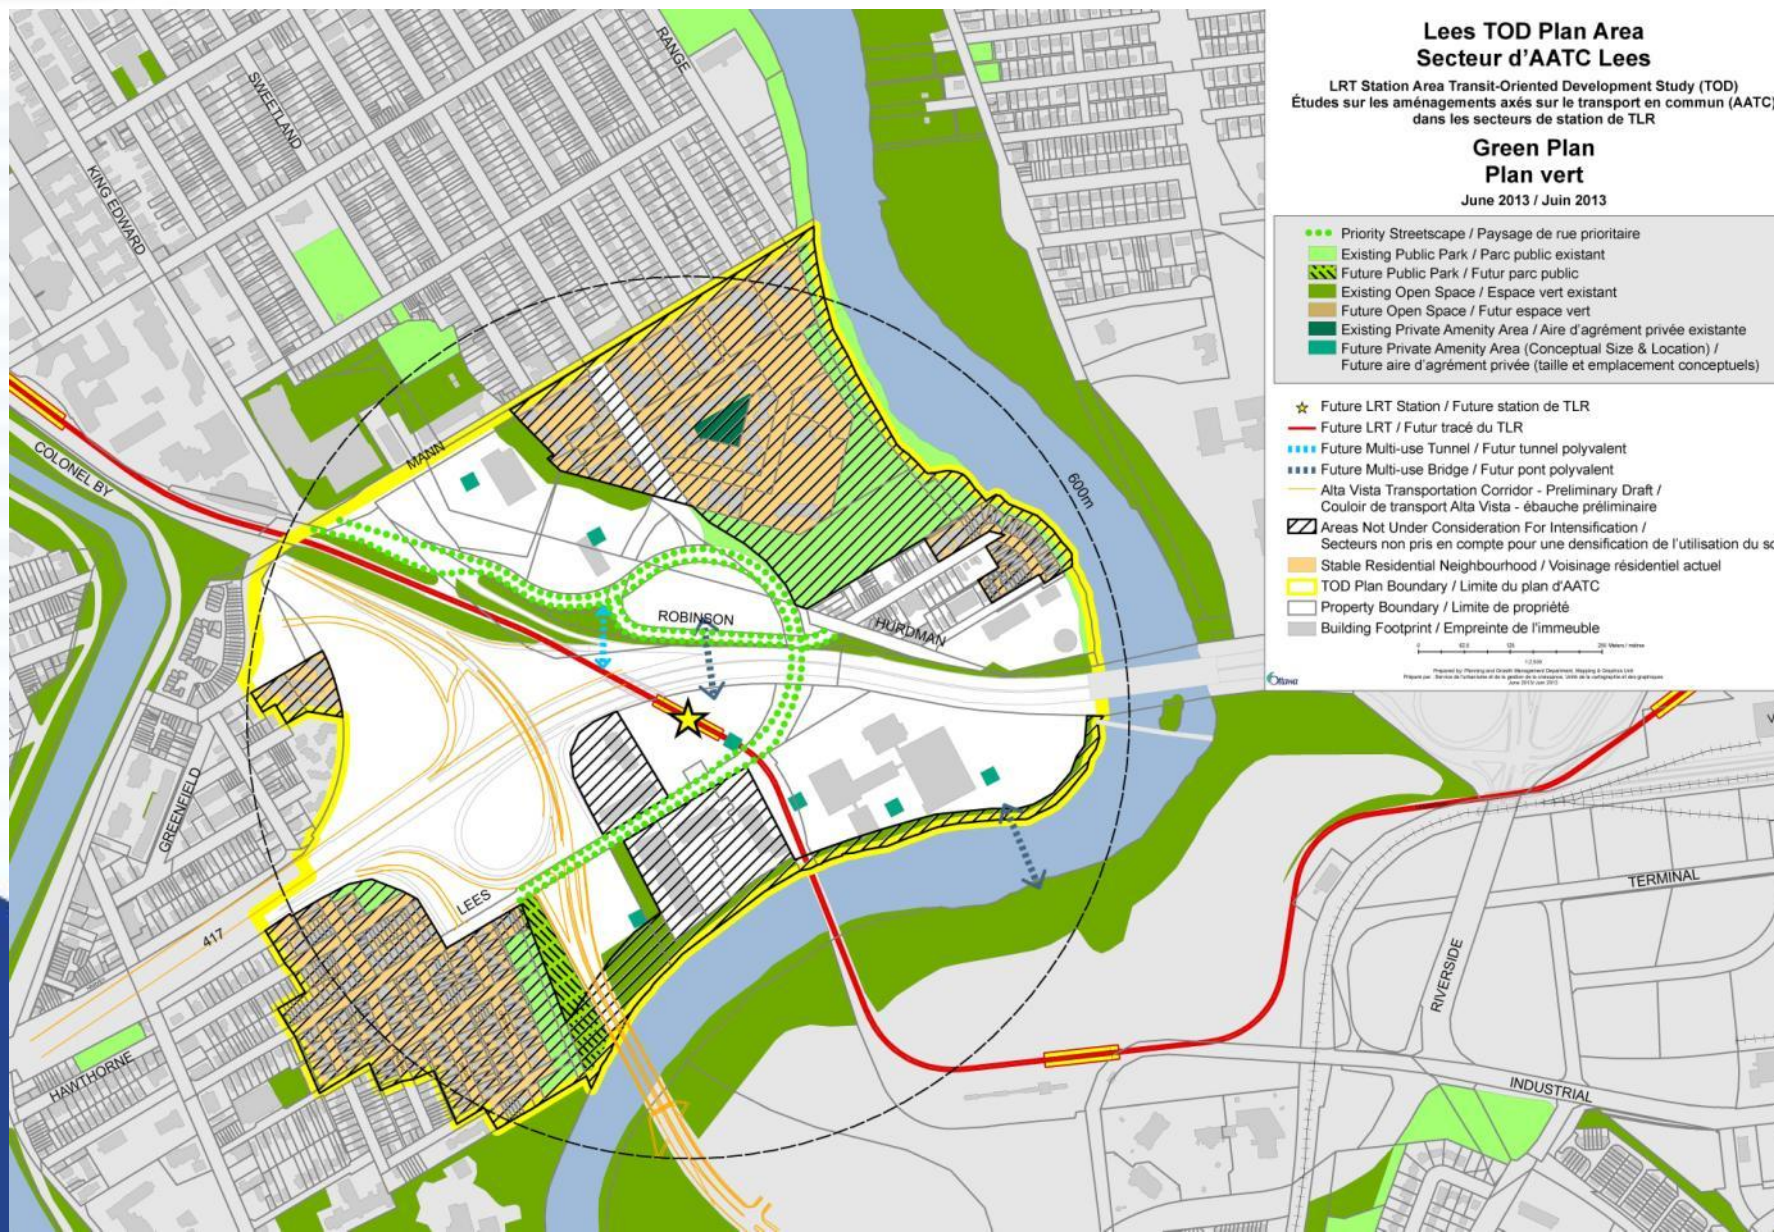 Lees TOD Plan Area
Secteur d'AATC Lees
LRT Station Area Transit-Oriented Development Study (TOD)
Études sur les aménagements axés sur le transport en commun (AATC)
dans les secteurs de station de TLR
Green Plan
Plan vert
June 2013 / Juin 2013
Priority Streetscape / Paysage de rue prioritaire
Existing Public Park / Parc public existant
Future Public Park / Futur parc public
Existing Open Space / Espace vert existant
Future Open Space / Futur espace vert
Existing Private Amenity Area / Aire d'agrément privée existante
Future Private Amenity Area (Conceptual Size & Location) /
Future aire d'agrément privée (taille et emplacement conceptuels)
Future LRT Station / Future station de TLR
Future LRT / Futur tracé du TLR
Future Multi-use Tunnel / Futur tunnel polyvalent
Future Multi-use Bridge / Futur pont polyvalent
Alta Vista Transportation Corridor - Preliminary Draft /
Couloir de transport Alta Vista - ébauche préliminaire
Areas Not Under Consideration For Intensification /
Secteurs non pris en compte pour une densification de l'utilisation du so
Stable Residential Neighbourhood / Voisinage résidentiel actuel
TOD Plan Boundary / Limite du plan d'AATC
Property Boundary / Limite de propriété
Building Footprint / Empreinte de l'immeuble
Ottawa
RANGE
SWEETLAND
KING EDWARD
COLONEL BY
MANN
600m
ROBINSON
HURDMAN
GREENFIELD
LEES
417
HAWTHORNE
TERMINAL
RIVERSIDE
INDUSTRIAL
V